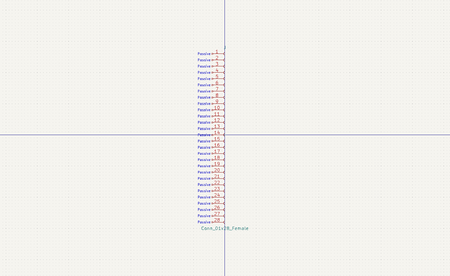 Passive 1
Passive 2
Passive 3
Passive 4
Passive 5
Passive 6
Passive 7
Passive 8
Passive 9
Passive 10
Passive 11
Passive 12
Passive 13
Passive 14
Passive 15
Passive 16
Passive 17
Passive 18
Passive 19
Passive 20
Passive 21
Passive 22
Passive 23
Passive 24
Passive 25
Passive 26
Passive 27
Passive 28
Conn_01x28_Female